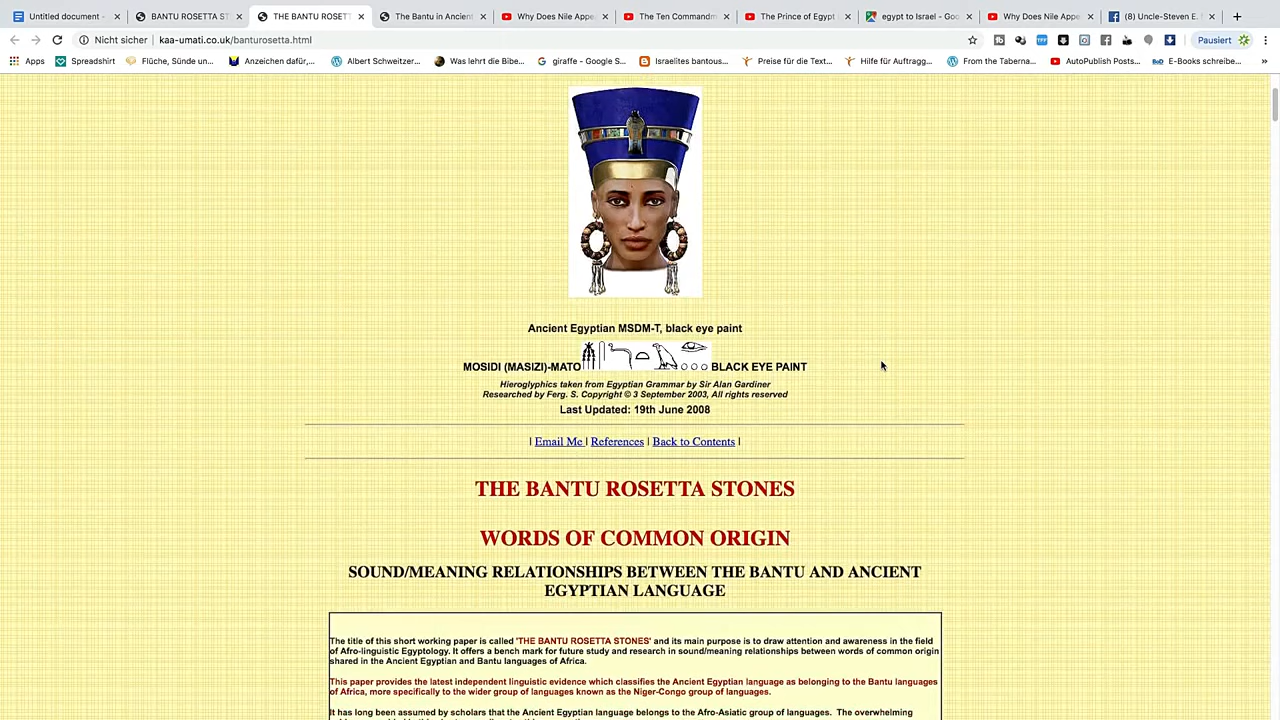 Untitled document -
BANTU ROSETTA ST
THE BANTU ROSETT
The Bantu in Ancient
Why Does Nile Appe
The Ten Commandm
The Prince of Egypt
egypt to Israel - Goo
Why Does Nile Appe
(8) Uncle-Steven E.
Nicht sicher | kaa-umati.co.uk/banturosetta.html
Pausiert
Apps
Spreadshirt
Flüche, Sünde un...
Anzeichen dafür,...
Albert Schweitzer...
Was lehrt die Bibe...
giraffe - Google S...
Israelites bantous...
Preise für die Text...
Hilfe für Auftragg...
From the Taberna...
AutoPublish Posts...
E-Books schreibe...
»
Ancient Egyptian MSDM-T, black eye paint
MOSIDI (MASIZI)-MATO BLACK EYE PAINT
Hieroglyphics taken from Egyptian Grammar by Sir Alan Gardiner
Researched by Ferg. S. Copyright © 3 September 2003, All rights reserved
Last Updated: 19th June 2008
| Email Me | References | Back to Contents |
THE BANTU ROSETTA STONES
WORDS OF COMMON ORIGIN
SOUND/MEANING RELATIONSHIPS BETWEEN THE BANTU AND ANCIENT
EGYPTIAN LANGUAGE
The title of this short working paper is called 'THE BANTU ROSETTA STONES' and its main purpose is to draw attention and awareness in the field
of Afro-linguistic Egyptology. It offers a bench mark for future study and research in sound/meaning relationships between words of common origin
shared in the Ancient Egyptian and Bantu languages of Africa.
This paper provides the latest independent linguistic evidence which classifies the Ancient Egyptian language as belonging to the Bantu languages
of Africa, more specifically to the wider group of languages known as the Niger-Congo group of languages.
It has long been assumed by scholars that the Ancient Egyptian language belongs to the Afro-Asiatic group of languages. The overwhelming